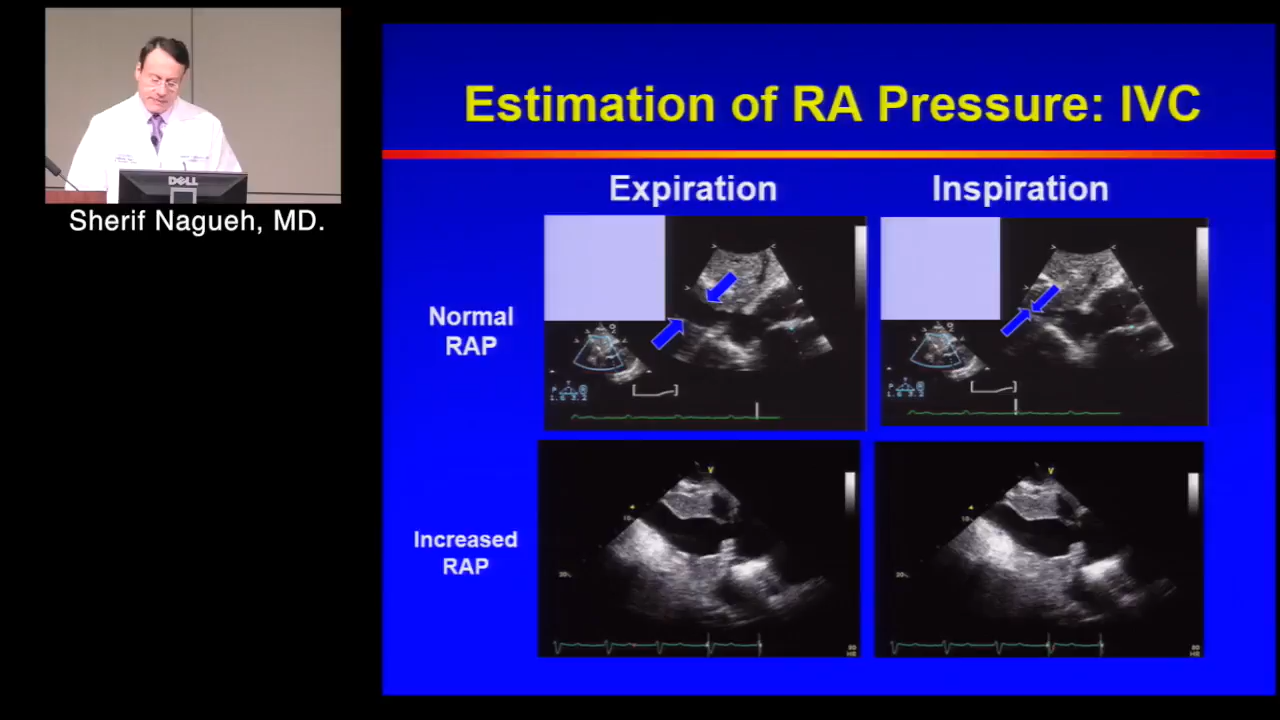 DELL
Sherif Nagueh, MD.
Estimation of RA Pressure: IVC
Expiration
Inspiration
Normal
RAP
Increased
RAP
V
V